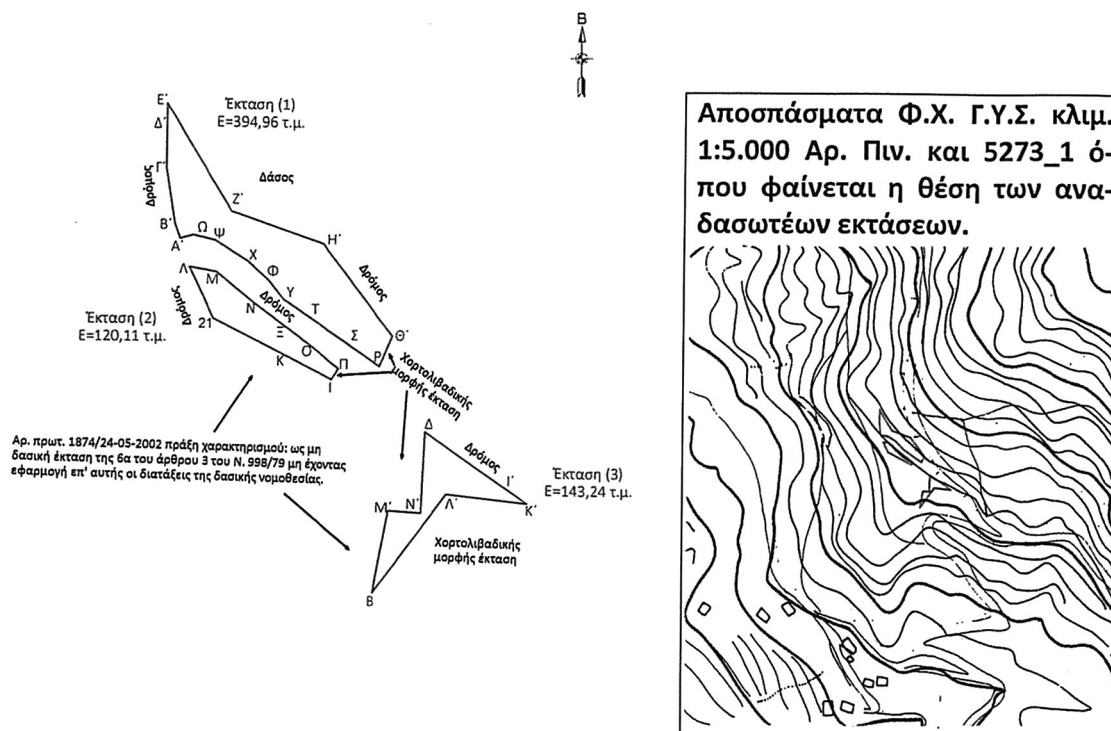 Β
Έκταση (1)
Ε=394,96 τ.μ.
Ε΄
Δ΄
Γ΄
Δρόμος
Β΄
Α΄
Ω
Ψ
Χ
Φ
Υ
Τ
Σ
Ρ
Ζ΄
Δάσος
Η΄
Δρόμος
Θ΄
Έκταση (2)
Ε=120,11 τ.μ.
Λ
Μ
Δρόμος
Ν
Δρόμος
Ξ
Ο
Π
21
Κ
Ι
Χορτολιβαδικής
μορφής έκταση
Αρ. πρωτ. 1874/24-05-2002 πράξη χαρακτηρισμού: ως μη
δασική έκταση της 6α του άρθρου 3 του Ν. 998/79 μη έχοντας
εφαρμογή επ' αυτής οι διατάξεις της δασικής νομοθεσίας.
Δ
Δρόμος
Ι΄
Κ΄
Έκταση (3)
Ε=143,24 τ.μ.
Μ΄
Ν΄
Λ΄
Χορτολιβαδικής
μορφής έκταση
Β
Αποσπάσματα Φ.Χ. Γ.Υ.Σ. κλιμ.
1:5.000 Αρ. Πιν. και 5273_1 ό-
που φαίνεται η θέση των ανα-
δασωτέων εκτάσεων.